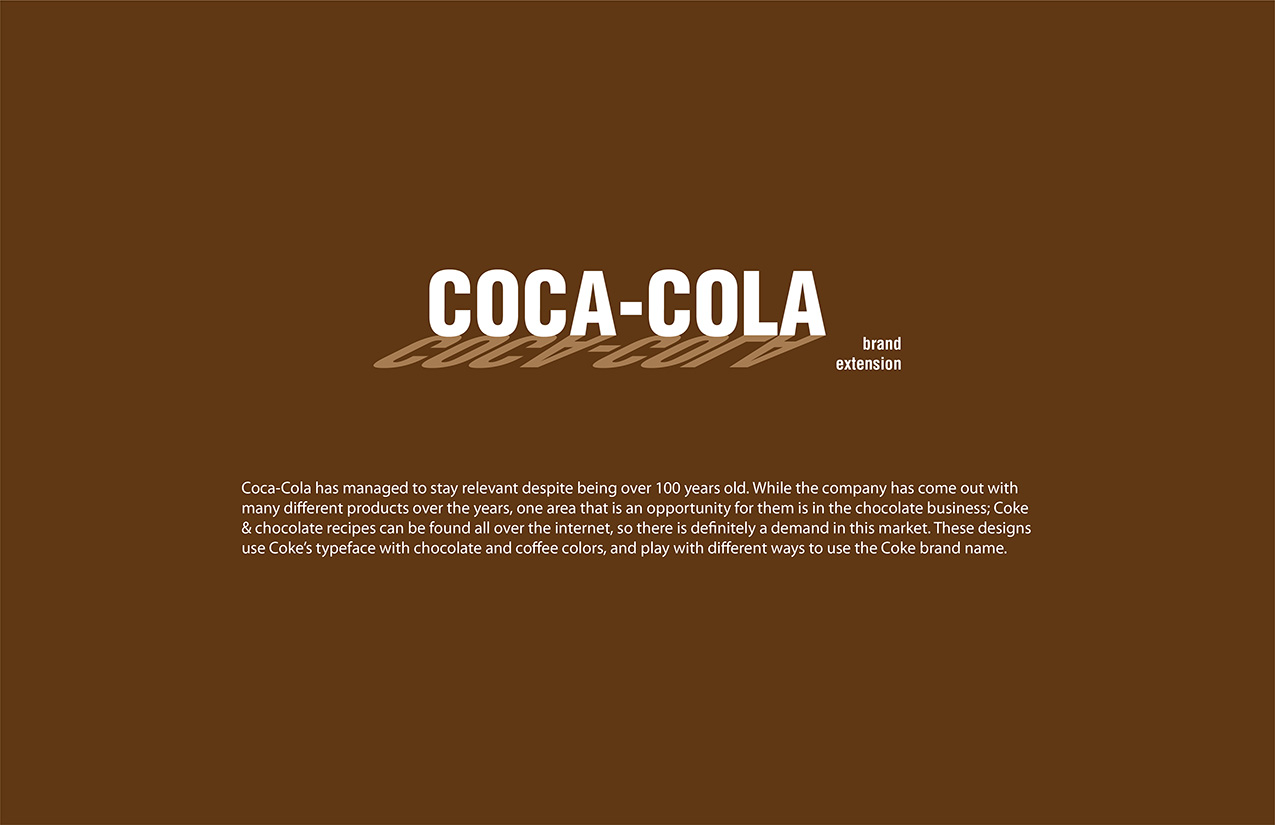 COCA-COLA
brand
extension
Coca-Cola has managed to stay relevant despite being over 100 years old. While the company has come out with
many different products over the years, one area that is an opportunity for them is in the chocolate business; Coke
& chocolate recipes can be found all over the internet, so there is definitely a demand in this market. These designs
use Coke’s typeface with chocolate and coffee colors, and play with different ways to use the Coke brand name.